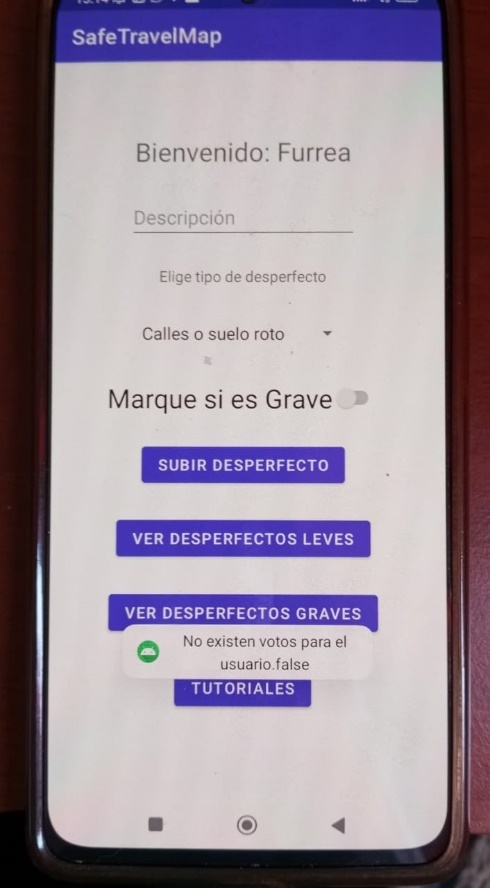 SafeTravelMap
Bienvenido: Furrea
Descripción
Elige tipo de desperfecto
Calles o suelo roto
Marque si es Grave
SUBIR DESPERFECTO
VER DESPERFECTOS LEVES
VER DESPERFECTOS GRAVES
No existen votos para el
usuario.false
TUTORIALES